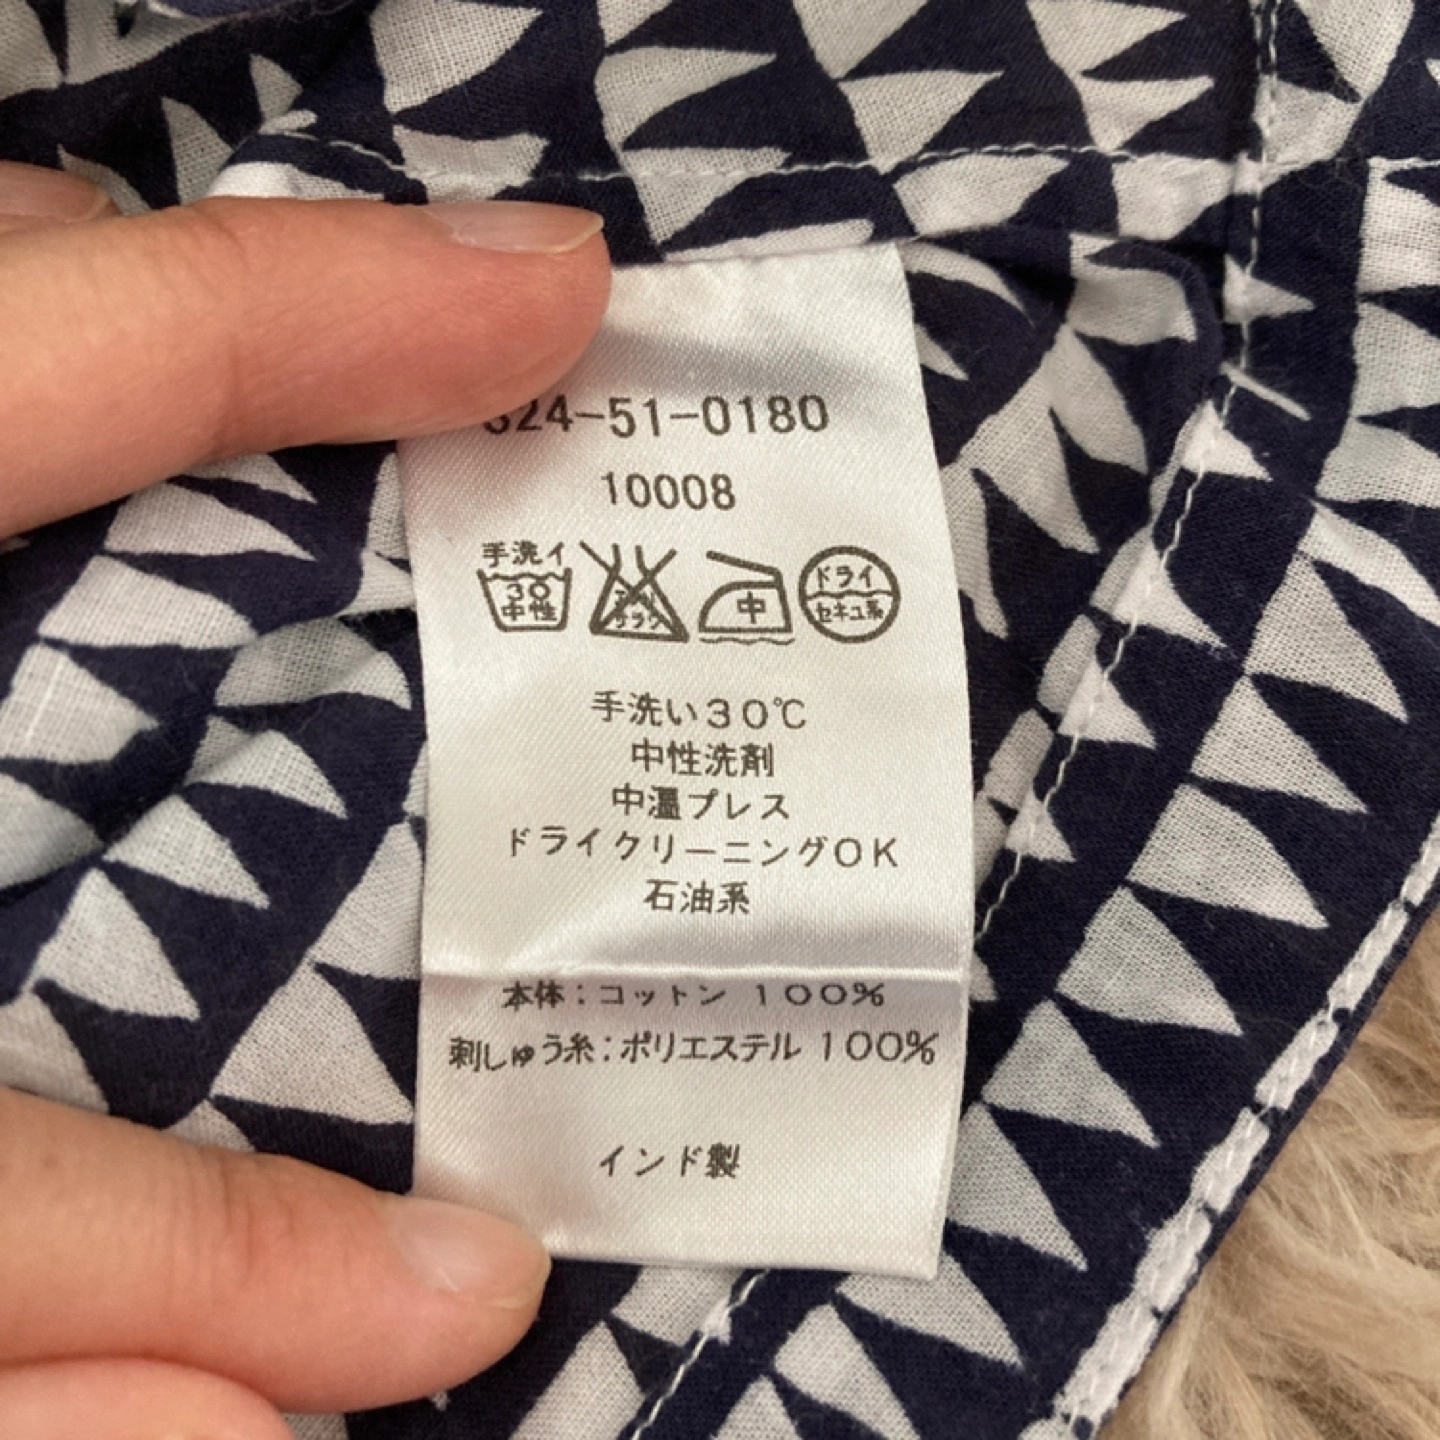 24-51-0180
10008
手洗イ
30
中性
中
ドライ
セキュ系
手洗い30℃
中性洗剤
中温プレス
ドライクリーニングOK
石油系
本体:コットン 100%
刺しゅう糸:ポリエステル 100%
インド製